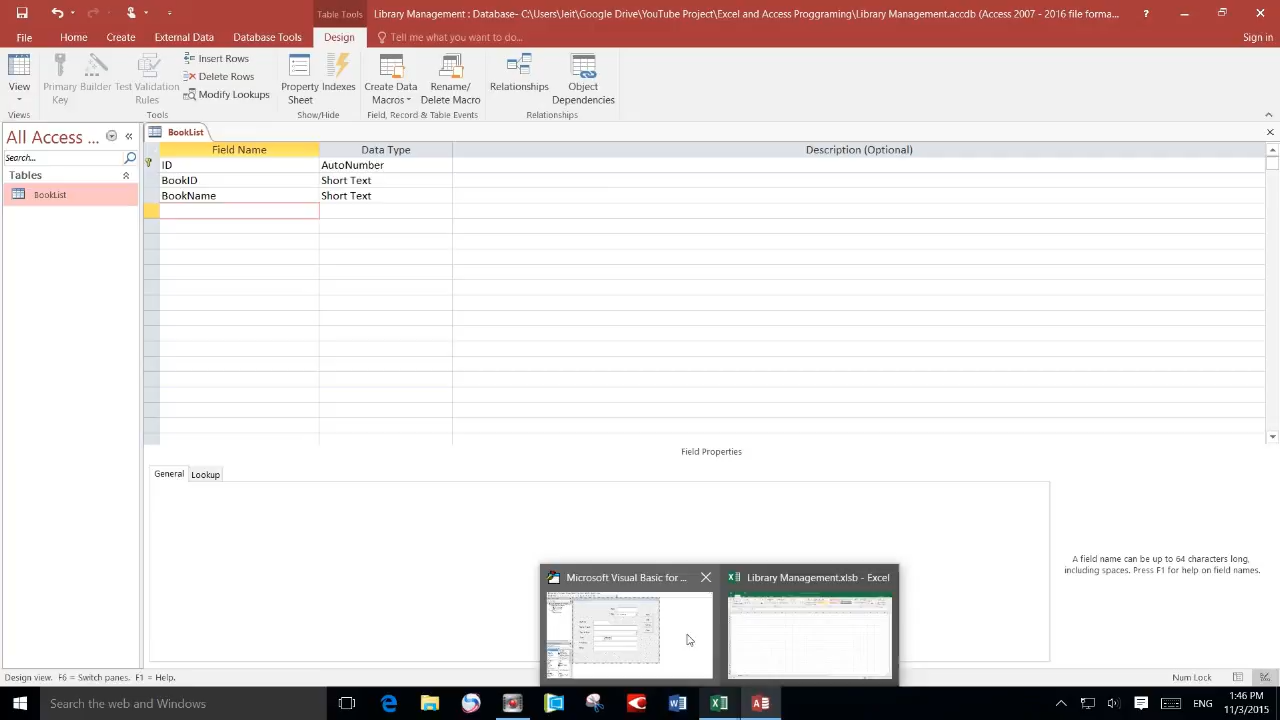 Table Tools
Library Management : Database- C:\Users\Jeit\Google Drive\YouTube Project\Excel and Access Proggraming\Library Management.accdb (Access 2007 - 2016 file forma...
?
File
Home
Create
External Data
Database Tools
Design
Tell me what you want to do...
Sign in
View
Primary Key
Builder
Test Validation Rules
Insert Rows
Delete Rows
Modify Lookups
Property Sheet
Indexes
Create Data Macros
Rename/ Delete Macro
Relationships
Object Dependencies
Views
Tools
Show/Hide
Field, Record & Table Events
Relationships
All Access ...
Search...
Tables
BookList
BookList
Field Name
Data Type
Description (Optional)
ID
AutoNumber
BookID
Short Text
BookName
Short Text
Field Properties
General
Lookup
A field name can be up to 64 characters long,
including spaces. Press F1 for help on field names.
Microsoft Visual Basic for ...
Library Management.xlsb - Excel
Design view. F6 = Switch panes. F1 = Help.
Num Lock
Search the web and Windows
ENG
1:46 PM
11/3/2015